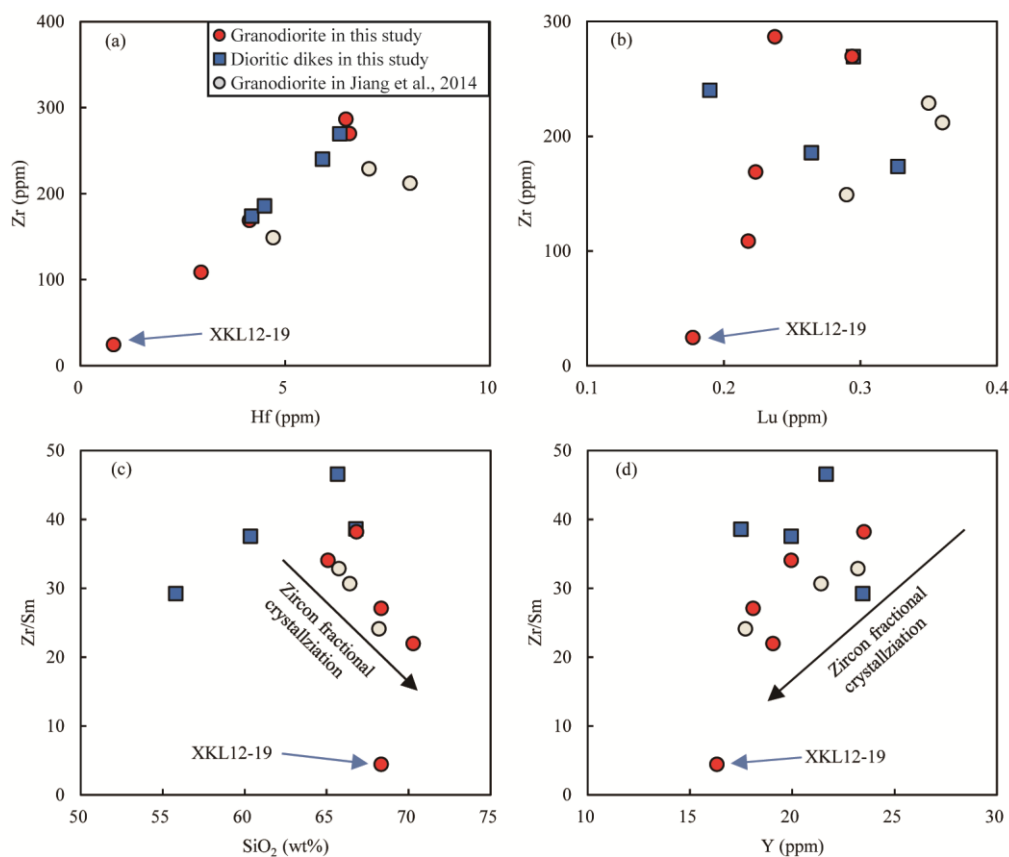 400
300
200
100
0
Zr (ppm)
(a)
Granodiorite in this study
Dioritic dikes in this study
Granodiorite in Jiang et al., 2014
XKL12-19
0
5
10
Hf (ppm)
300
200
100
0
Zr (ppm)
(b)
XKL12-19
0.1
0.2
0.3
0.4
Lu (ppm)
50
40
30
20
10
0
Zr/Sm
(c)
Zircon fractional
crystallziation
XKL12-19
50
55
60
65
70
75
SiO₂ (wt%)
50
40
30
20
10
0
Zr/Sm
(d)
Zircon fractional
crystallziation
XKL12-19
10
15
20
25
30
Y (ppm)